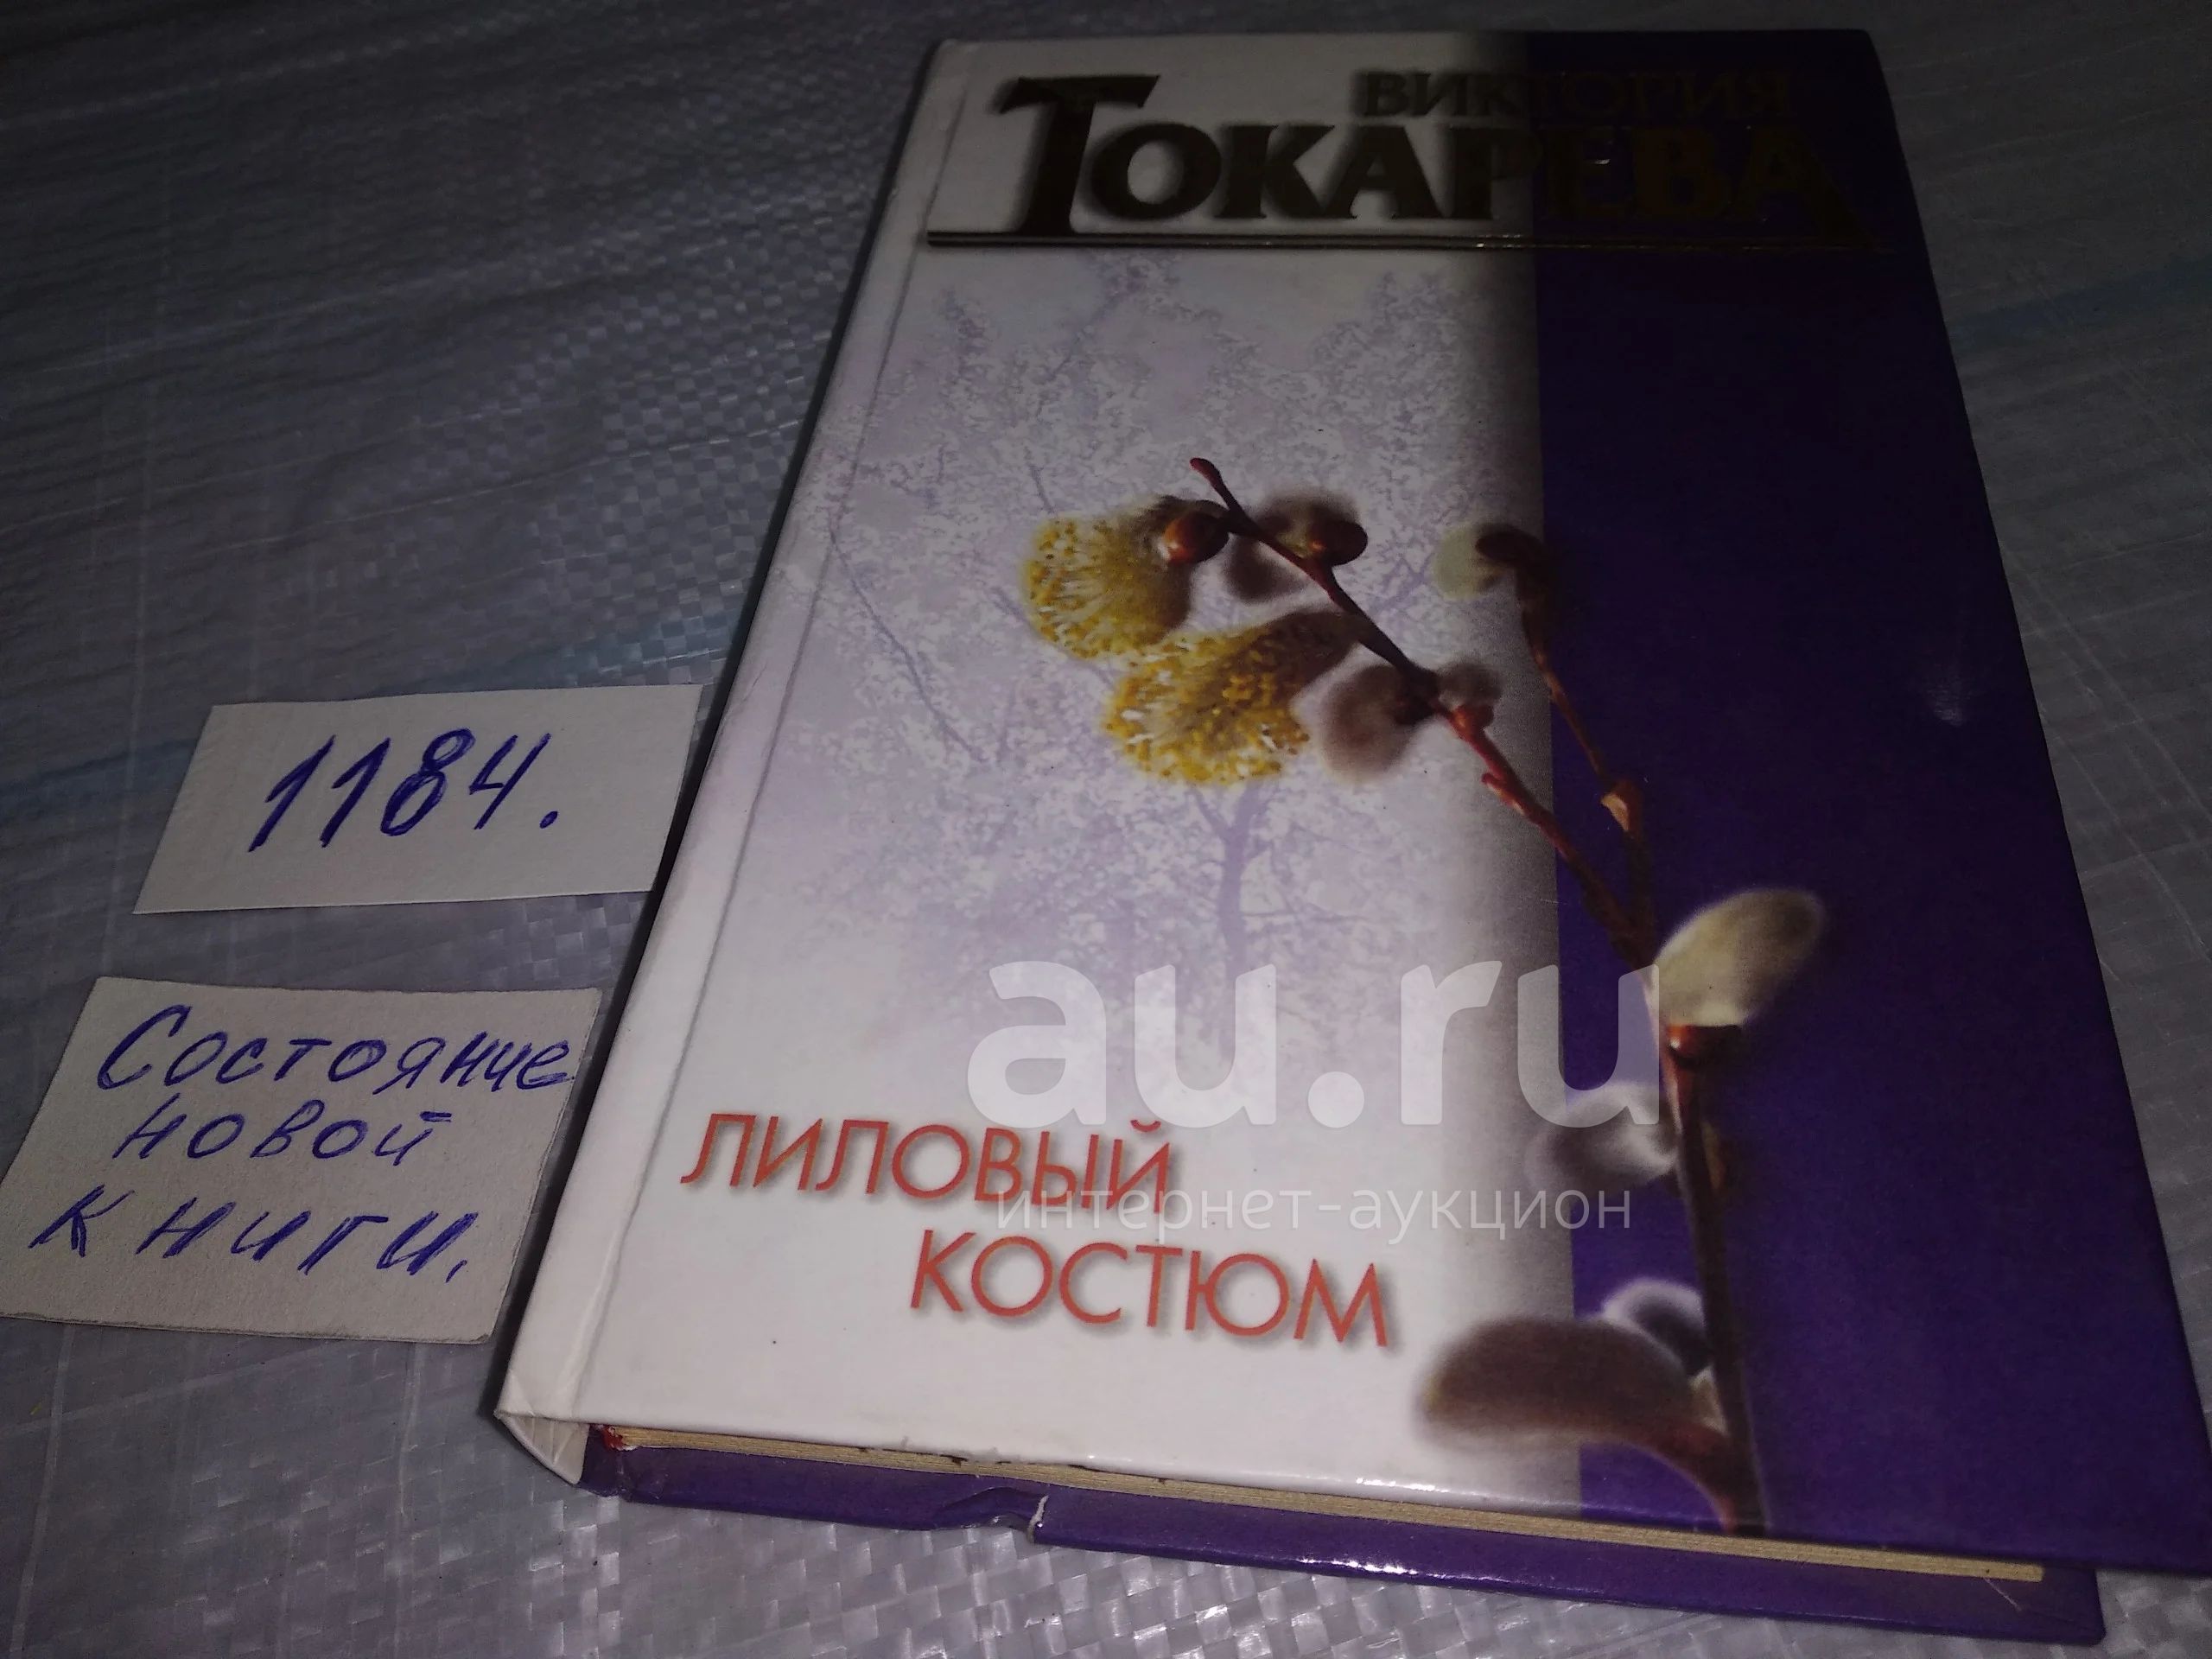 ВИКТОРИЯ
ТОКАРЕВА
1184.
Состояние
новой
книги.
au.ru
интернет-аукцион
ЛИЛОВЫЙ
КОСТЮМ